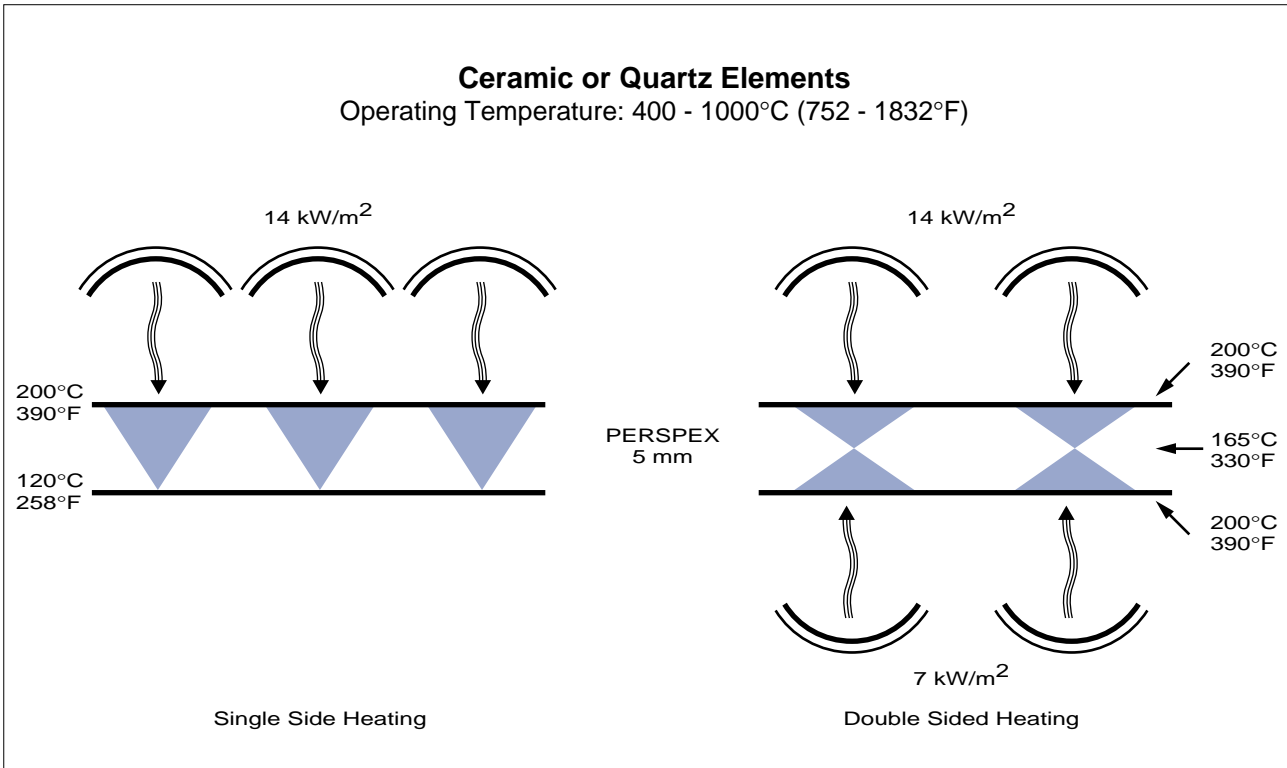 Ceramic or Quartz Elements
Operating Temperature: 400 - 1000°C (752 - 1832°F)
14 kW/m²
14 kW/m²
200°C
390°F
200°C
390°F
PERSPEX
5 mm
165°C
330°F
120°C
258°F
200°C
390°F
7 kW/m²
Single Side Heating
Double Sided Heating